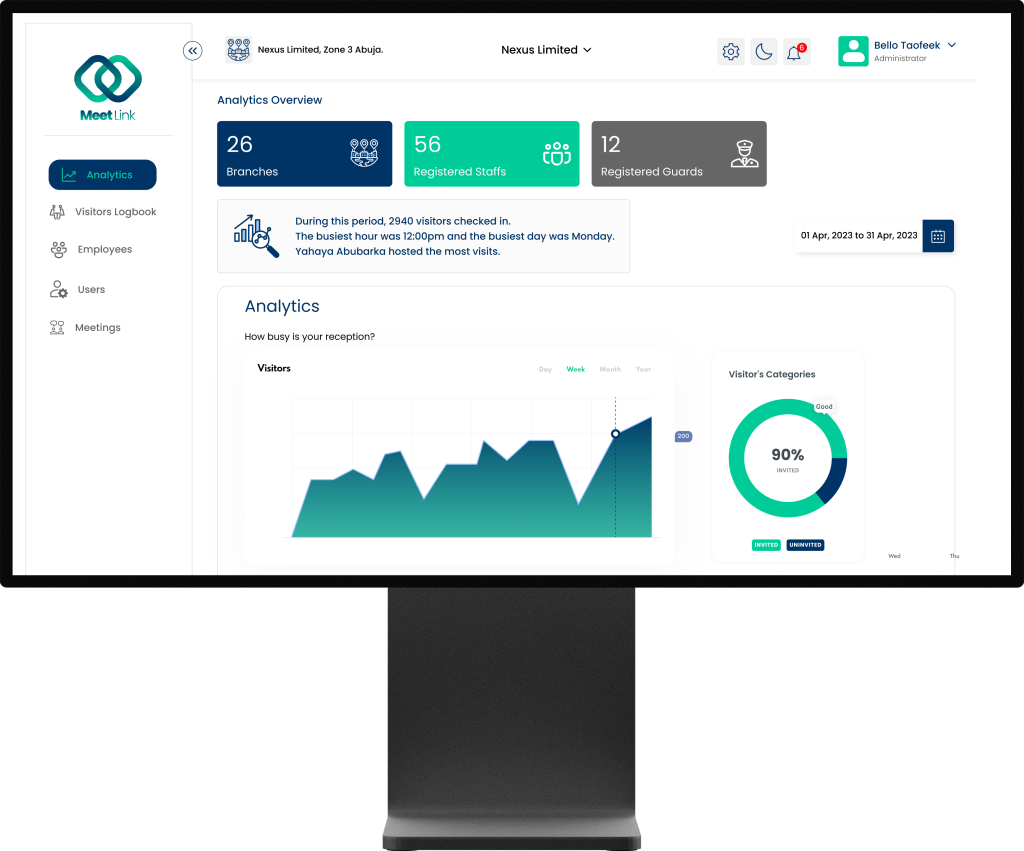 Meet Link
Analytics
Visitors Logbook
Employees
Users
Meetings
Nexus Limited, Zone 3 Abuja.
Nexus Limited
6
Bello Taofeek
Administrator
Analytics Overview
26
Branches
56
Registered Staffs
12
Registered Guards
During this period, 2940 visitors checked in.
The busiest hour was 12:00pm and the busiest day was Monday.
Yahaya Abubarka hosted the most visits.
01 Apr, 2023 to 31 Apr, 2023
Analytics
How busy is your reception?
Visitors
Day Week Month Year
200
Visitor's Categories
Good
90%
INVITED
INVITED UNINVITED
Wed Thu